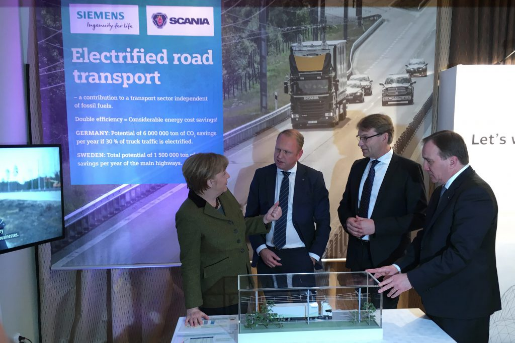 SIEMENS
Ingenuity for life
SCANIA
Electrified road
transport
– a contribution to a transport sector independent
of fossil fuels.
Double efficiency = Considerable energy cost savings!
GERMANY: Potential of 6 000 000 ton of CO₂ savings
per year if 30 % of truck traffic is electrified.
SWEDEN: Total potential of 1 500 000
savings per year of the main highways.
Let's w